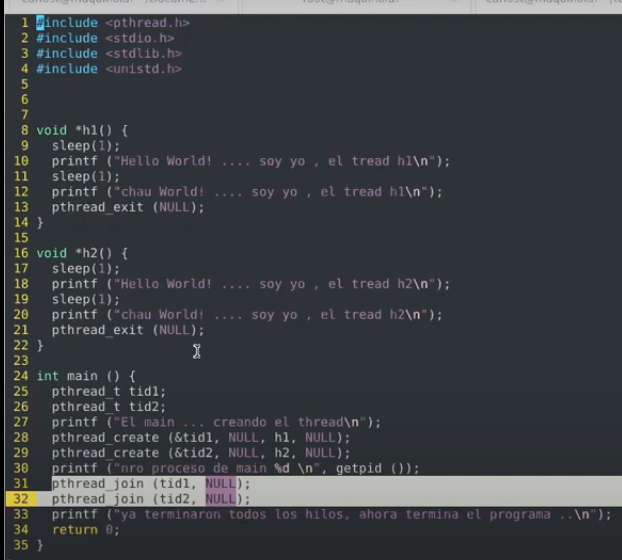 1 #include <pthread.h>
2 #include <stdio.h>
3 #include <stdlib.h>
4 #include <unistd.h>
5
6
7
8 void *h1() {
9   sleep(1);
10   printf ("Hello World! .... soy yo , el tread h1\n");
11   sleep(1);
12   printf ("chau World! .... soy yo , el tread h1\n");
13   pthread_exit (NULL);
14 }
15
16 void *h2() {
17   sleep(1);
18   printf ("Hello World! .... soy yo , el tread h2\n");
19   sleep(1);
20   printf ("chau World! .... soy yo , el tread h2\n");
21   pthread_exit (NULL);
22 }
23
24 int main () {
25   pthread_t tid1;
26   pthread_t tid2;
27   printf ("El main ... creando el thread\n");
28   pthread_create (&tid1, NULL, h1, NULL);
29   pthread_create (&tid2, NULL, h2, NULL);
30   printf ("nro proceso de main %d \n", getpid ());
31   pthread_join (tid1, NULL);
32   pthread_join (tid2, NULL);
33   printf ("ya terminaron todos los hilos, ahora termina el programa ..\n");
34   return 0;
35 }